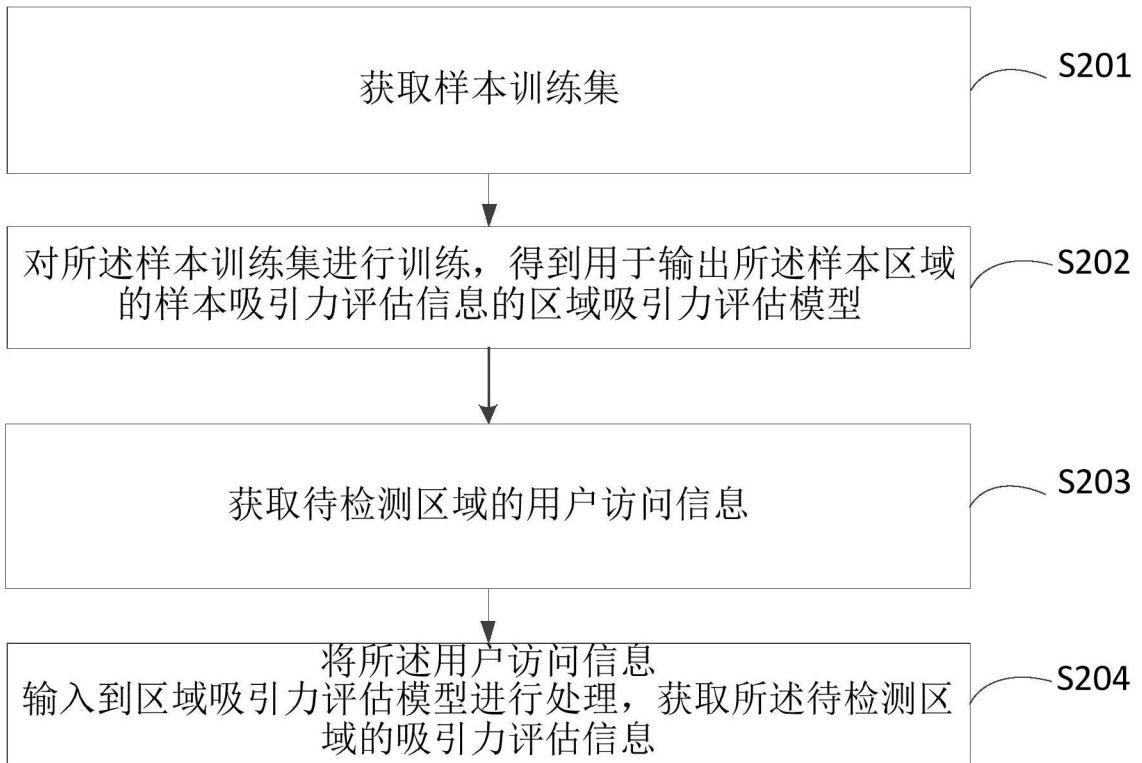 获取样本训练集
S201
对所述样本训练集进行训练，得到用于输出所述样本区域
的样本吸引力评估信息的区域吸引力评估模型
S202
获取待检测区域的用户访问信息
S203
将所述用户访问信息
输入到区域吸引力评估模型进行处理，获取所述待检测区
域的吸引力评估信息
S204